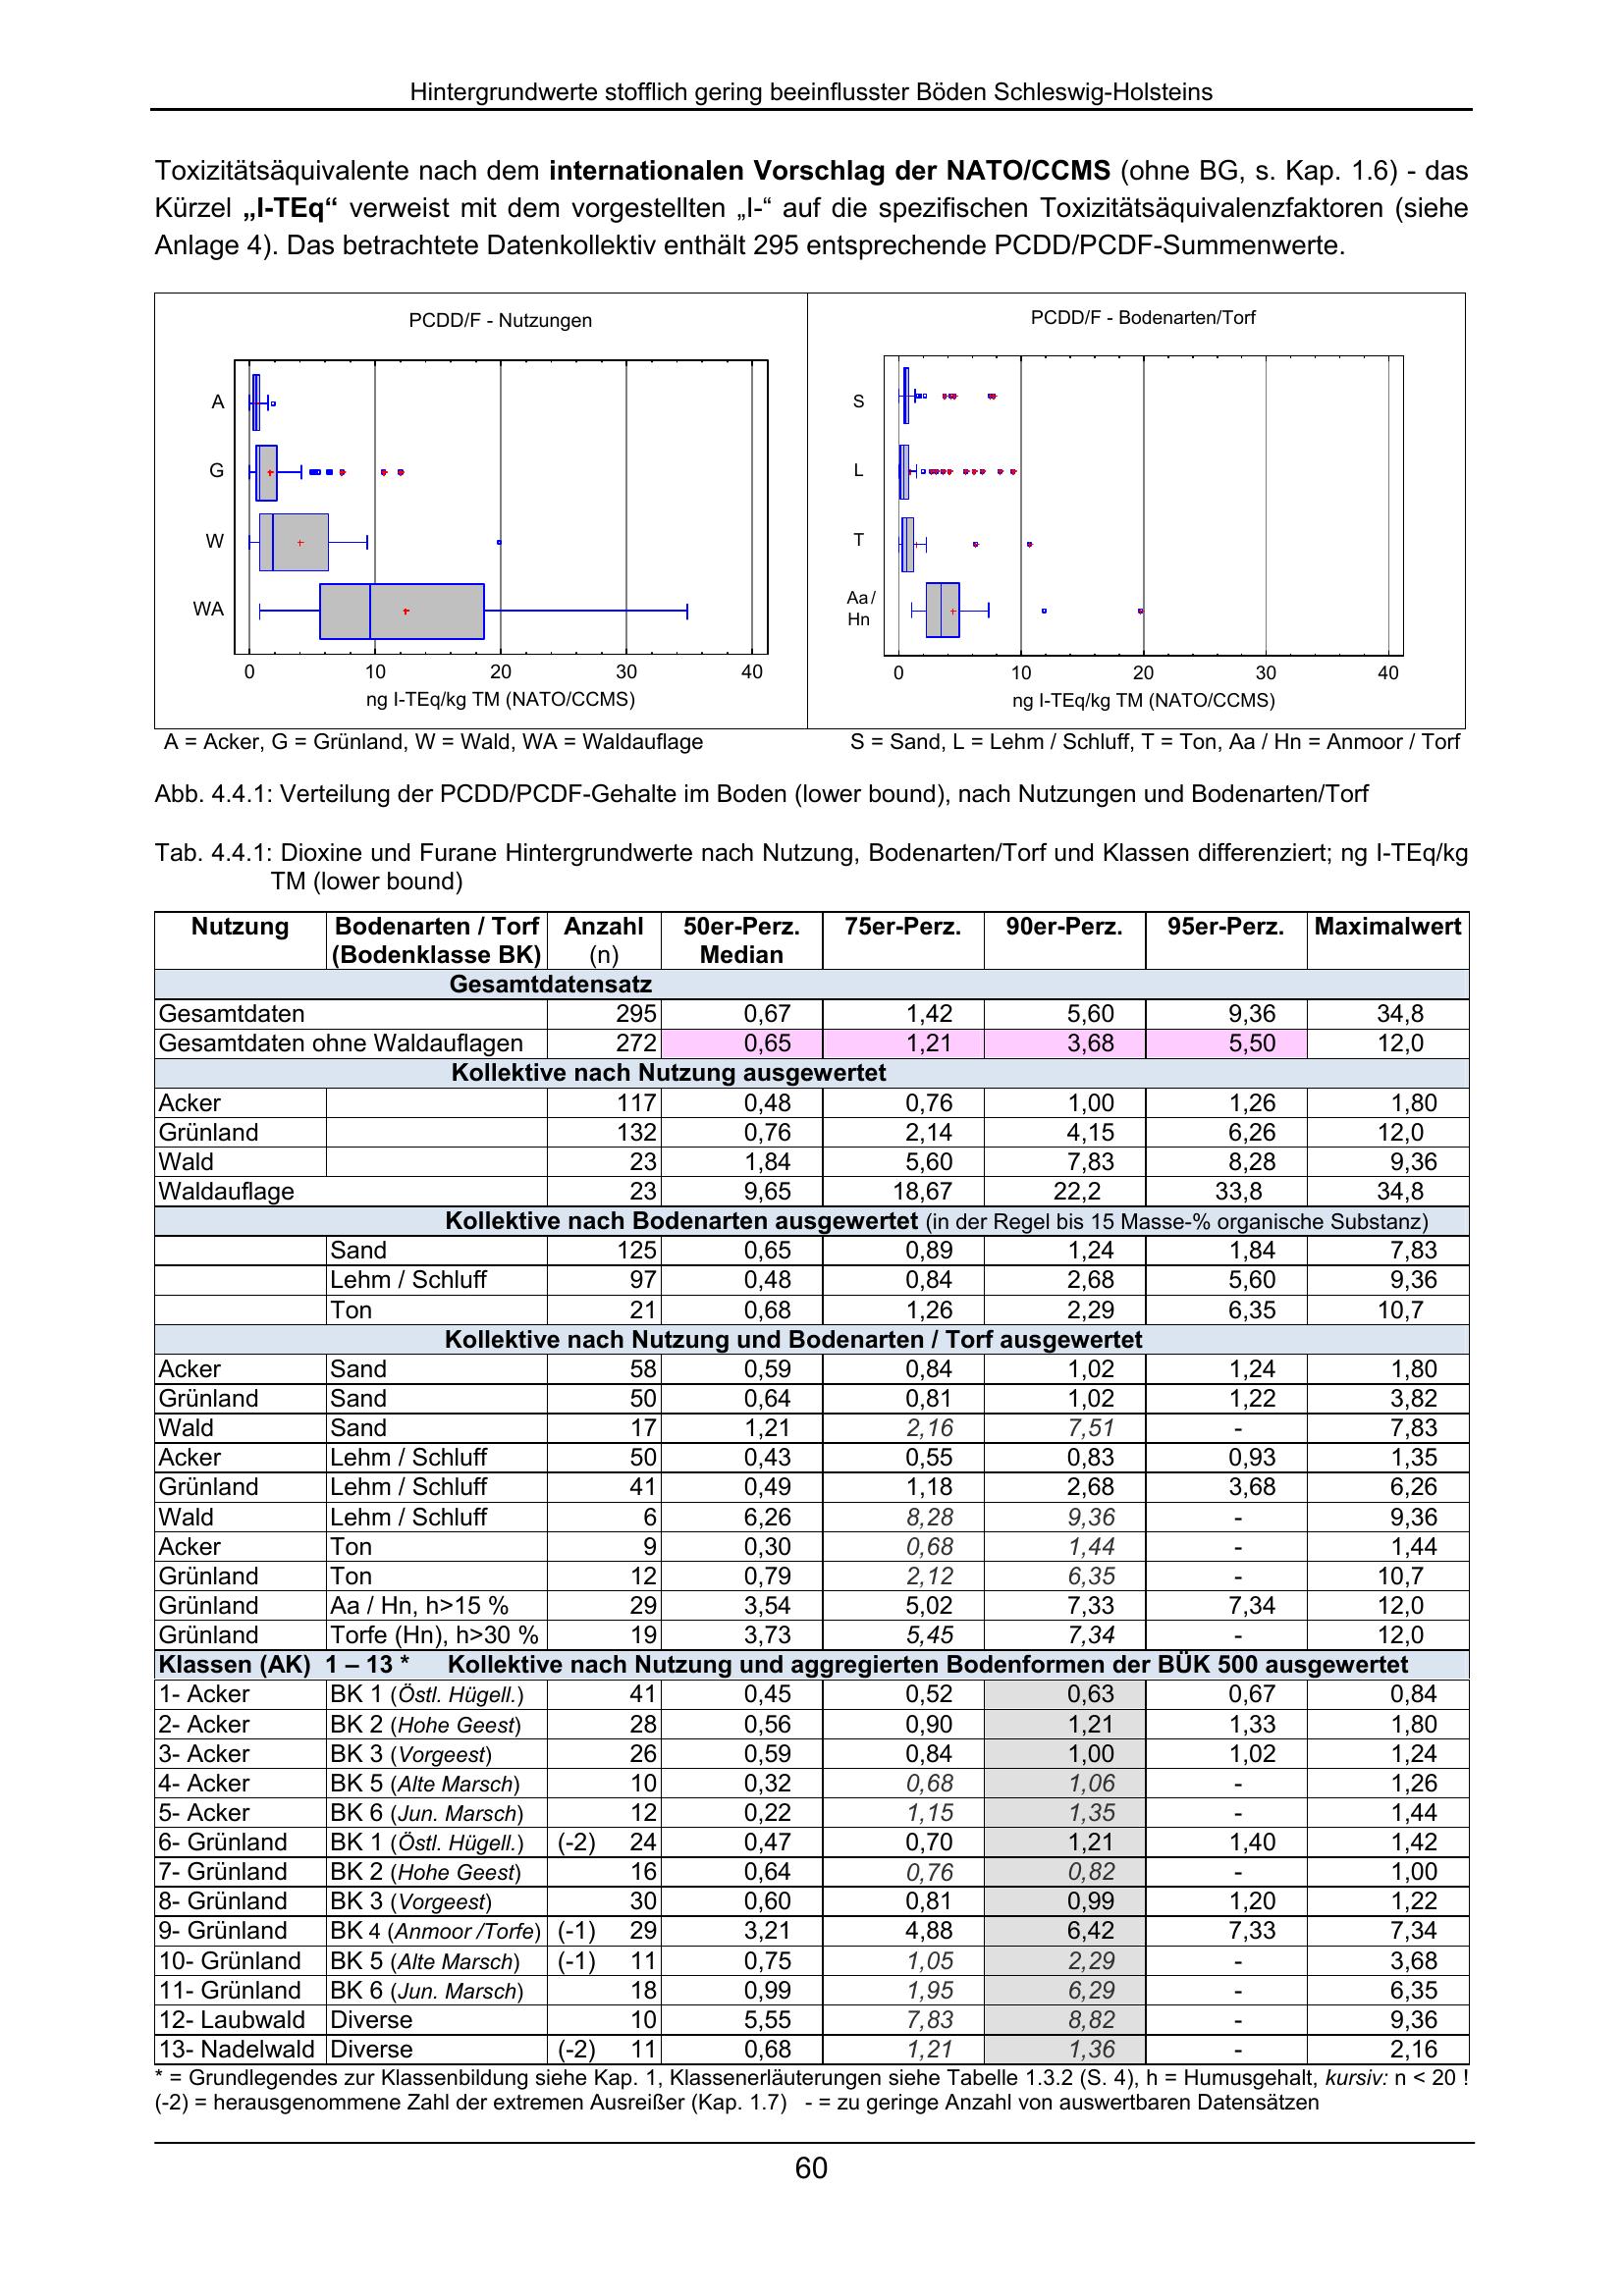 Hintergrundwerte stofflich gering beeinflusster Böden Schleswig-Holsteins
Toxizitätsäquivalente nach dem internationalen Vorschlag der NATO/CCMS (ohne BG, s. Kap. 1.6) - das
Kürzel „I-TEq“ verweist mit dem vorgestellten „I-“ auf die spezifischen Toxizitätsäquivalenzfaktoren (siehe
Anlage 4). Das betrachtete Datenkollektiv enthält 295 entsprechende PCDD/PCDF-Summenwerte.
PCDD/F - Nutzungen
A
G
W
WA
0 10 20 30 40
ng I-TEq/kg TM (NATO/CCMS)
PCDD/F - Bodenarten/Torf
S
L
T
Aa /
Hn
0 10 20 30 40
ng I-TEq/kg TM (NATO/CCMS)
A = Acker, G = Grünland, W = Wald, WA = Waldauflage
S = Sand, L = Lehm / Schluff, T = Ton, Aa / Hn = Anmoor / Torf
Abb. 4.4.1: Verteilung der PCDD/PCDF-Gehalte im Boden (lower bound), nach Nutzungen und Bodenarten/Torf
Tab. 4.4.1: Dioxine und Furane Hintergrundwerte nach Nutzung, Bodenarten/Torf und Klassen differenziert; ng I-TEq/kg
TM (lower bound)
Nutzung Bodenarten / Torf Anzahl 50er-Perz. 75er-Perz. 90er-Perz. 95er-Perz. Maximalwert
(Bodenklasse BK) (n) Median
Gesamtdatensatz
Gesamtdaten 295 0,67 1,42 5,60 9,36 34,8
Gesamtdaten ohne Waldauflagen 272 0,65 1,21 3,68 5,50 12,0
Kollektive nach Nutzung ausgewertet
Acker 117 0,48 0,76 1,00 1,26 1,80
Grünland 132 0,76 2,14 4,15 6,26 12,0
Wald 23 1,84 5,60 7,83 8,28 9,36
Waldauflage 23 9,65 18,67 22,2 33,8 34,8
Kollektive nach Bodenarten ausgewertet (in der Regel bis 15 Masse-% organische Substanz)
Sand 125 0,65 0,89 1,24 1,84 7,83
Lehm / Schluff 97 0,48 0,84 2,68 5,60 9,36
Ton 21 0,68 1,26 2,29 6,35 10,7
Kollektive nach Nutzung und Bodenarten / Torf ausgewertet
Acker Sand 58 0,59 0,84 1,02 1,24 1,80
Grünland Sand 50 0,64 0,81 1,02 1,22 3,82
Wald Sand 17 1,21 2,16 7,51 - 7,83
Acker Lehm / Schluff 50 0,43 0,55 0,83 0,93 1,35
Grünland Lehm / Schluff 41 0,49 1,18 2,68 3,68 6,26
Wald Lehm / Schluff 6 6,26 8,28 9,36 - 9,36
Acker Ton 9 0,30 0,68 1,44 - 1,44
Grünland Ton 12 0,79 2,12 6,35 - 10,7
Grünland Aa / Hn, h>15 % 29 3,54 5,02 7,33 7,34 12,0
Grünland Torfe (Hn), h>30 % 19 3,73 5,45 7,34 - 12,0
Klassen (AK) 1 – 13 * Kollektive nach Nutzung und aggregierten Bodenformen der BÜK 500 ausgewertet
1- Acker BK 1 (Östl. Hügell.) 41 0,45 0,52 0,63 0,67 0,84
2- Acker BK 2 (Hohe Geest) 28 0,56 0,90 1,21 1,33 1,80
3- Acker BK 3 (Vorgeest) 26 0,59 0,84 1,00 1,02 1,24
4- Acker BK 5 (Alte Marsch) 10 0,32 0,68 1,06 - 1,26
5- Acker BK 6 (Jun. Marsch) 12 0,22 1,15 1,35 - 1,44
6- Grünland BK 1 (Östl. Hügell.) (-2) 24 0,47 0,70 1,21 1,40 1,42
7- Grünland BK 2 (Hohe Geest) 16 0,64 0,76 0,82 - 1,00
8- Grünland BK 3 (Vorgeest) 30 0,60 0,81 0,99 1,20 1,22
9- Grünland BK 4 (Anmoor /Torfe) (-1) 29 3,21 4,88 6,42 7,33 7,34
10- Grünland BK 5 (Alte Marsch) (-1) 11 0,75 1,05 2,29 - 3,68
11- Grünland BK 6 (Jun. Marsch) 18 0,99 1,95 6,29 - 6,35
12- Laubwald Diverse 10 5,55 7,83 8,82 - 9,36
13- Nadelwald Diverse (-2) 11 0,68 1,21 1,36 - 2,16
* = Grundlegendes zur Klassenbildung siehe Kap. 1, Klassenerläuterungen siehe Tabelle 1.3.2 (S. 4), h = Humusgehalt, kursiv: n < 20 !
(-2) = herausgenommene Zahl der extremen Ausreißer (Kap. 1.7) - = zu geringe Anzahl von auswertbaren Datensätzen
60